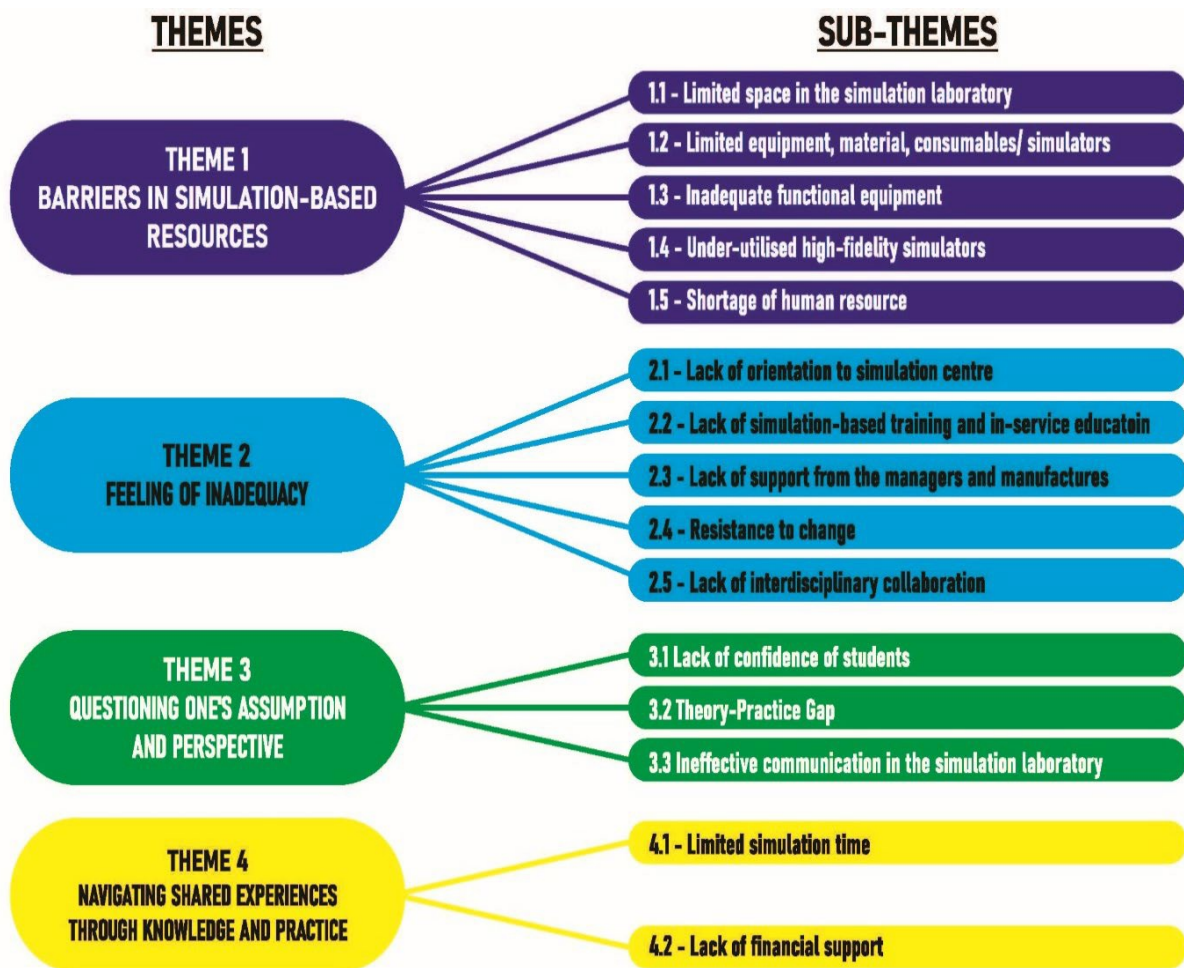 THEMES
SUB-THEMES
THEME 1
BARRIERS IN SIMULATION-BASED
RESOURCES
1.1 - Limited space in the simulation laboratory
1.2 - Limited equipment, material, consumables/ simulators
1.3 - Inadequate functional equipment
1.4 - Under-utilised high-fidelity simulators
1.5 - Shortage of human resource
THEME 2
FEELING OF INADEQUACY
2.1 - Lack of orientation to simulation centre
2.2 - Lack of simulation-based training and in-service educatoin
2.3 - Lack of support from the managers and manufactures
2.4 - Resistance to change
2.5 - Lack of interdisciplinary collaboration
THEME 3
QUESTIONING ONE'S ASSUMPTION
AND PERSPECTIVE
3.1 Lack of confidence of students
3.2 Theory-Practice Gap
3.3 Ineffective communication in the simulation laboratory
THEME 4
NAVIGATING SHARED EXPERIENCES
THROUGH KNOWLEDGE AND PRACTICE
4.1 - Limited simulation time
4.2 - Lack of financial support